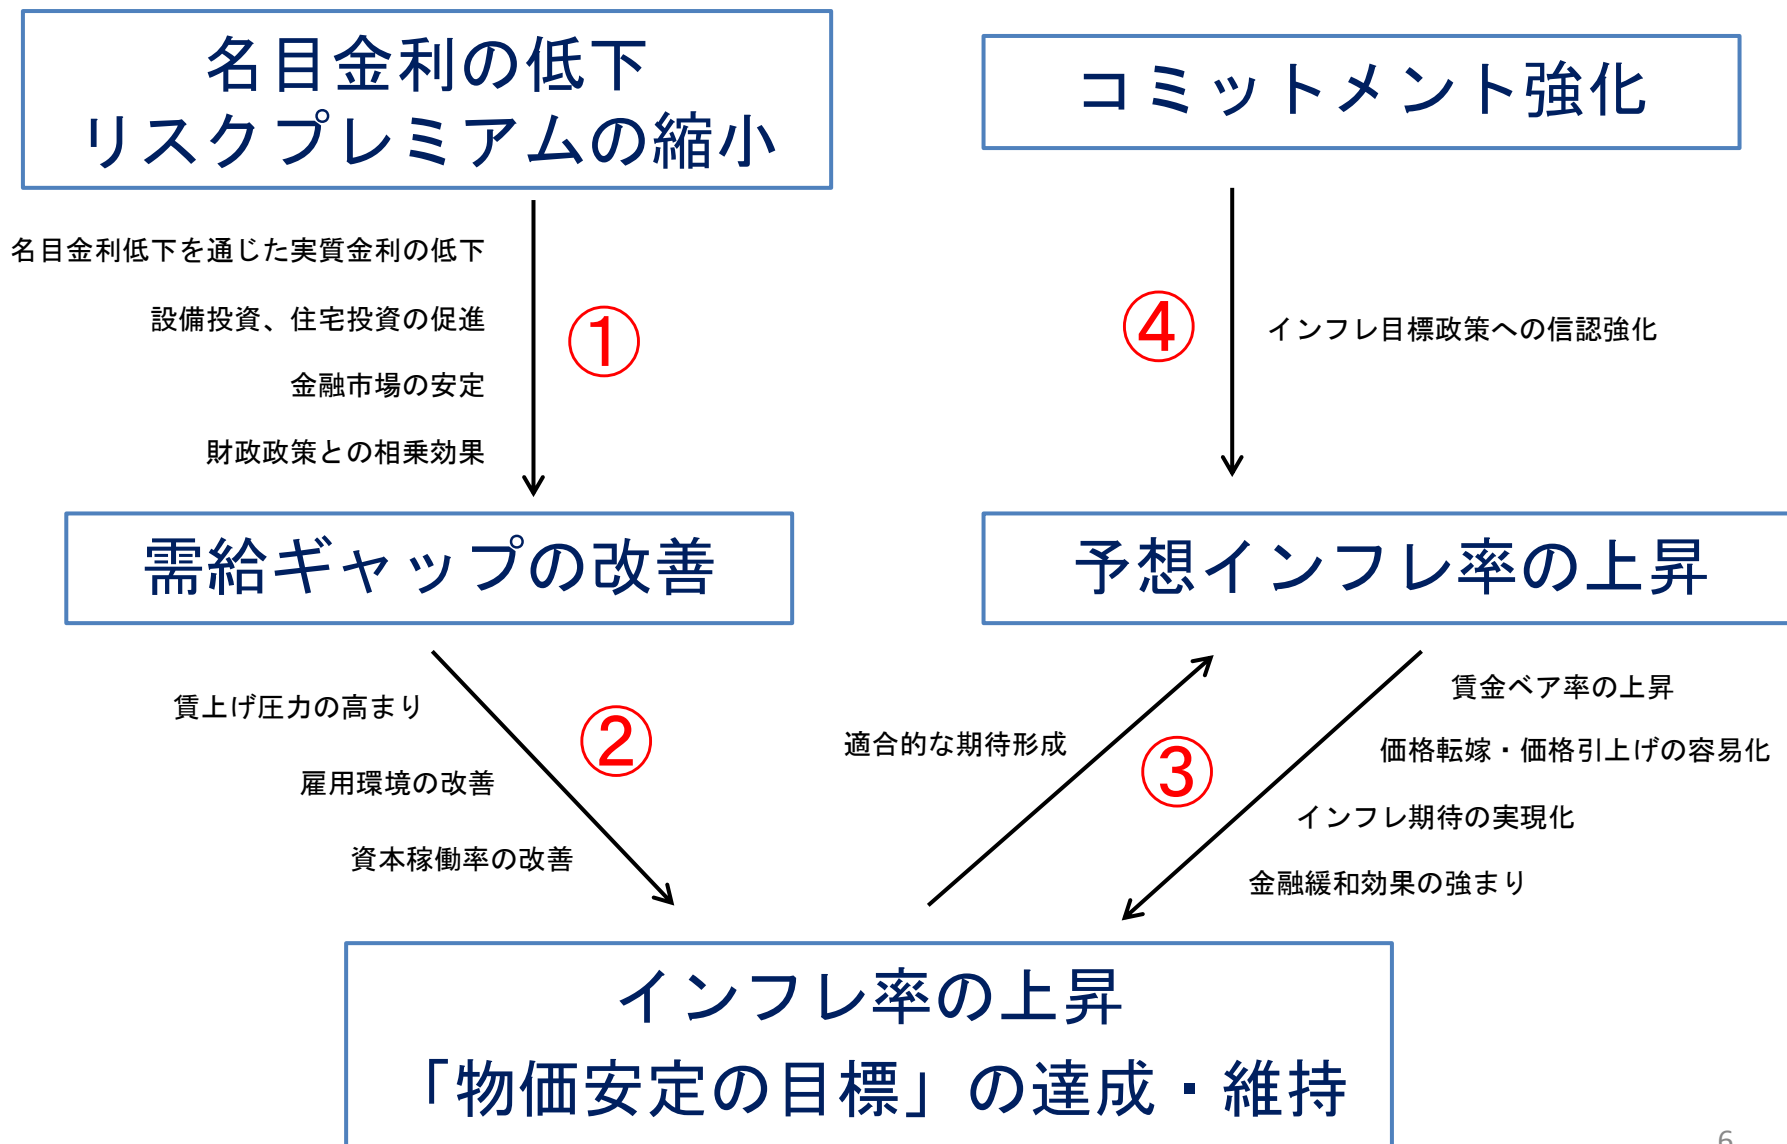 名目金利の低下
リスクプレミアムの縮小
コミットメント強化
名目金利低下を通じた実質金利の低下
設備投資、住宅投資の促進
金融市場の安定
財政政策との相乗効果
①
④
インフレ目標政策への信認強化
需給ギャップの改善
予想インフレ率の上昇
賃上げ圧力の高まり
雇用環境の改善
資本稼働率の改善
②
適合的な期待形成
③
賃金ベア率の上昇
価格転嫁・価格引上げの容易化
インフレ期待の実現化
金融緩和効果の強まり
インフレ率の上昇
「物価安定の目標」の達成・維持
6